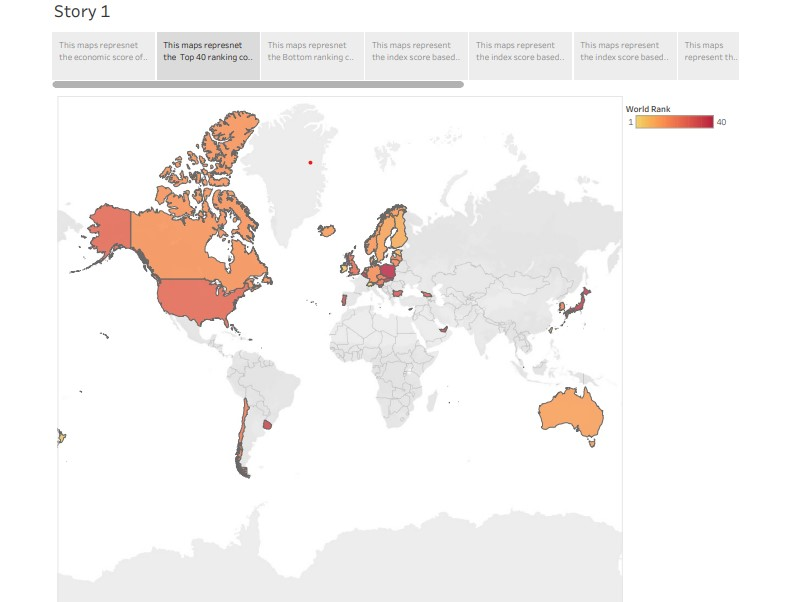 Story 1
This maps represnet
the economic score of..
This maps represnet
the  Top 40 ranking co..
This maps represnet
the Bottom ranking c..
This maps represent
the index score based..
This maps represent
the index score based..
This maps represent
the index score based..
This maps
represent th..
World Rank
1
40